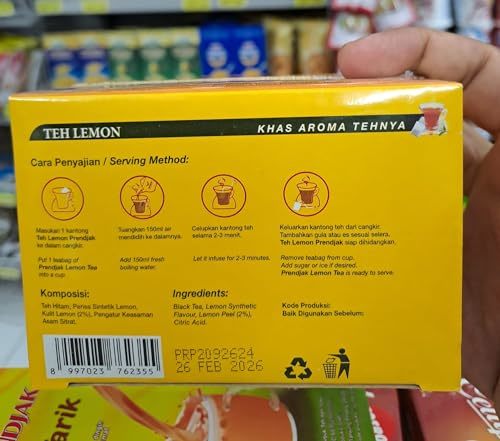 TEH LEMON
KHAS AROMA TEHNYA
Cara Penyajian / Serving Method:
Masukan 1 kantong
Teh Lemon Prendjak
ke dalam cangkir.
Put 1 teabag of
Prendjak Lemon Tea
into a cup.
Tuangkan 150ml air
mendidih ke dalamnya.
Add 150ml fresh
boiling water.
Celupkan kantong teh
selama 2-3 menit.
Let it infuse for 2-3 minutes.
Keluarkan kantong teh dari cangkir.
Tambahkan gula atau es sesuai selera,
Teh Lemon Prendjak siap dihidangkan.
Remove teabag from cup.
Add sugar or ice if desired.
Prendjak Lemon Tea is ready to serve.
Komposisi:
Teh Hitam, Perisa Sintetik Lemon,
Kulit Lemon (2%), Pengatur Keasaman
Asam Sitrat.
Ingredients:
Black Tea, Lemon Synthetic
Flavour, Lemon Peel (2%),
Citric Acid.
Kode Produksi:
Baik Digunakan Sebelum:
8 997023 762355
PRP2092624
26 FEB 2026
NDJAK
arik